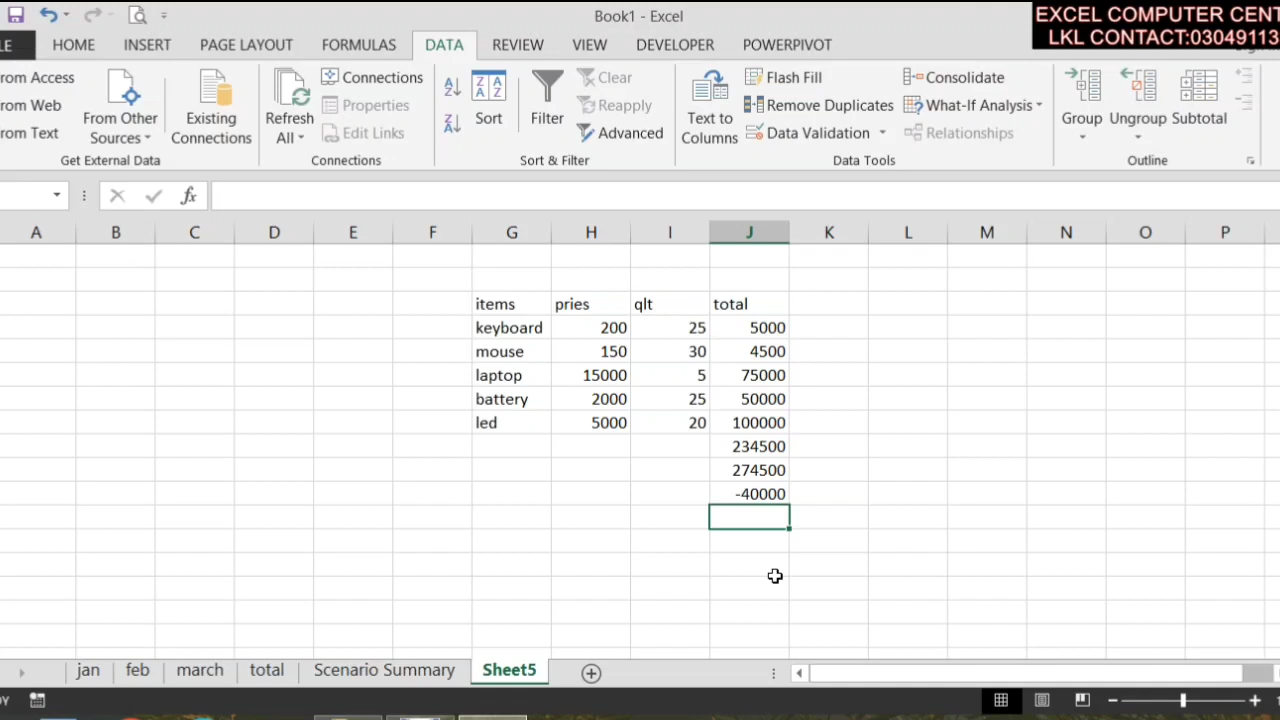 Book1 - Excel
EXCEL COMPUTER CENT
LKL CONTACT:03049113
LE HOME INSERT PAGE LAYOUT FORMULAS DATA REVIEW VIEW DEVELOPER POWERPIVOT
rom Access
rom Web
rom Text
From Other
Sources
Get External Data
Existing
Connections
Refresh
All
Connections
Properties
Edit Links
Connections
Sort
Filter
Clear
Reapply
Advanced
Sort & Filter
Text to
Columns
Flash Fill
Remove Duplicates
Data Validation
Consolidate
What-If Analysis
Relationships
Data Tools
Group
Ungroup
Subtotal
Outline
fx
A B C D E F G H I J K L M N O P
items pries qlt total
keyboard 200 25 5000
mouse 150 30 4500
laptop 15000 5 75000
battery 2000 25 50000
led 5000 20 100000
234500
274500
-40000
jan feb march total Scenario Summary Sheet5